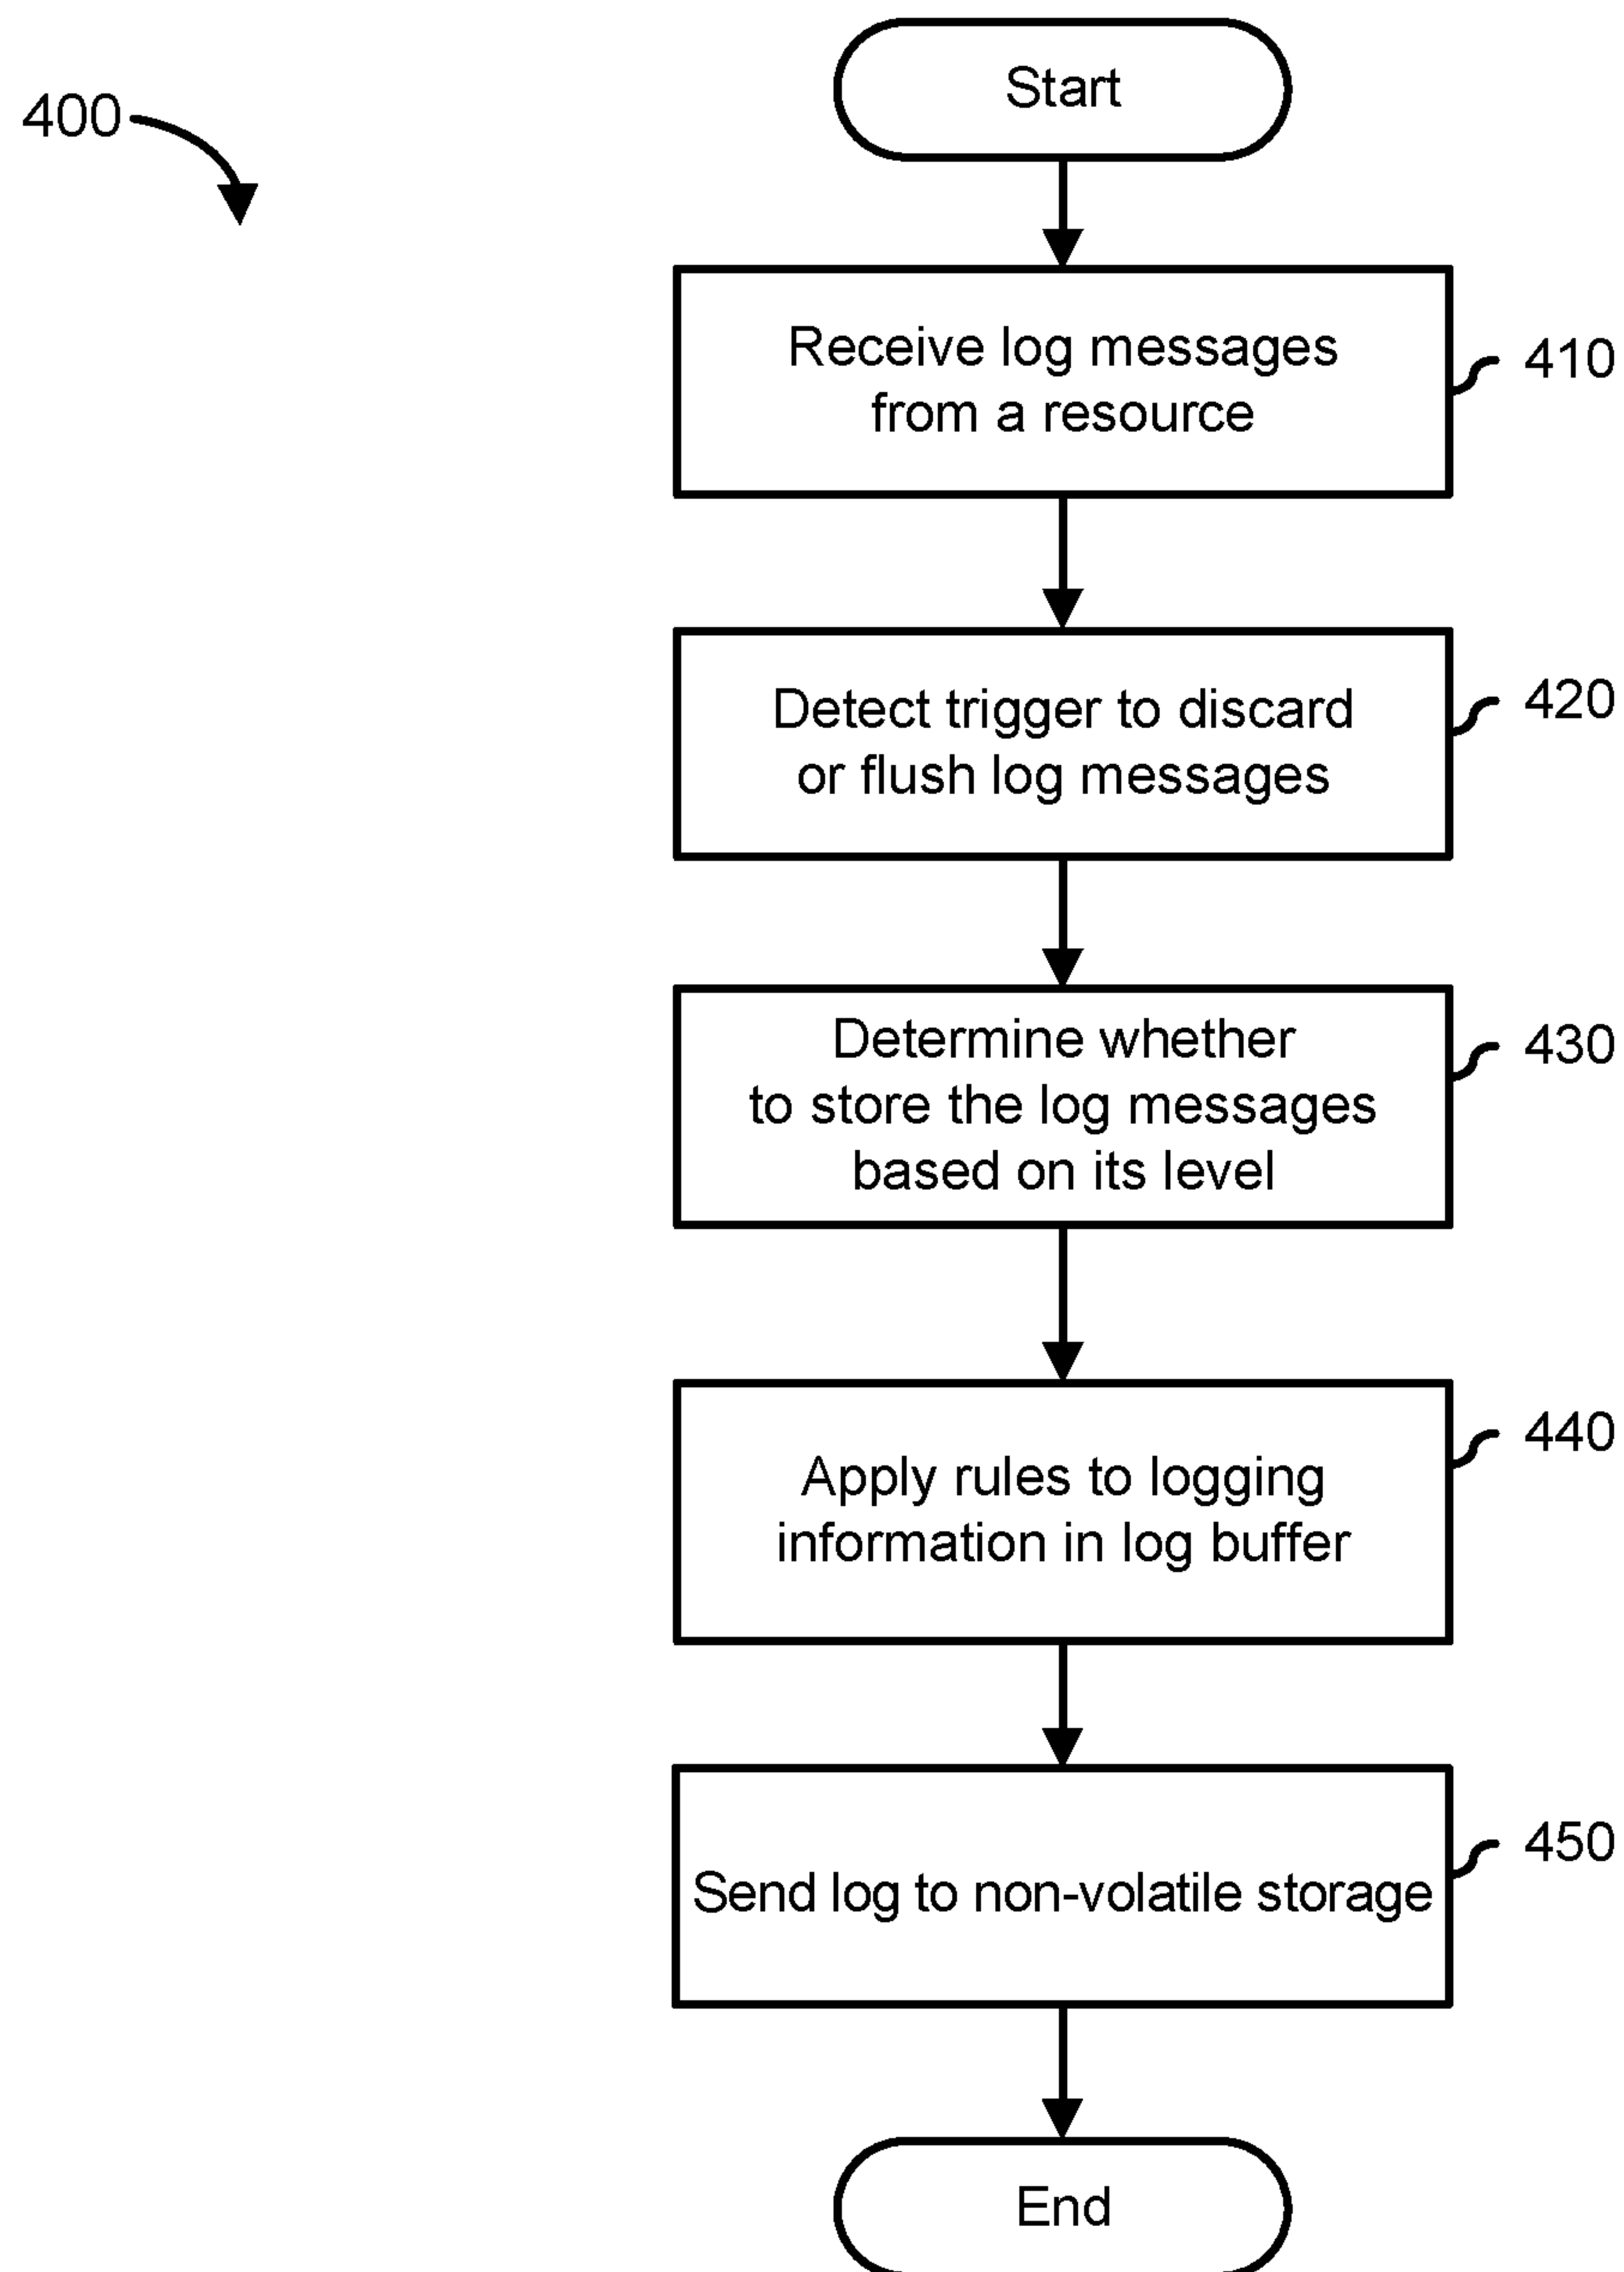 400
Start
Receive log messages
from a resource
410
Detect trigger to discard
or flush log messages
420
Determine whether
to store the log messages
based on its level
430
Apply rules to logging
information in log buffer
440
Send log to non-volatile storage
450
End